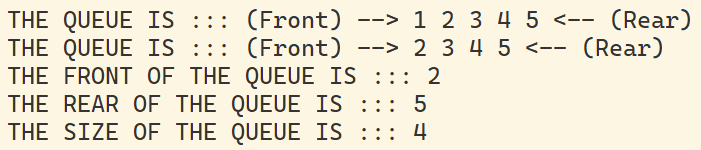 THE QUEUE IS ::: (Front) --> 1 2 3 4 5 <-- (Rear)
THE QUEUE IS ::: (Front) --> 2 3 4 5 <-- (Rear)
THE FRONT OF THE QUEUE IS ::: 2
THE REAR OF THE QUEUE IS ::: 5
THE SIZE OF THE QUEUE IS ::: 4